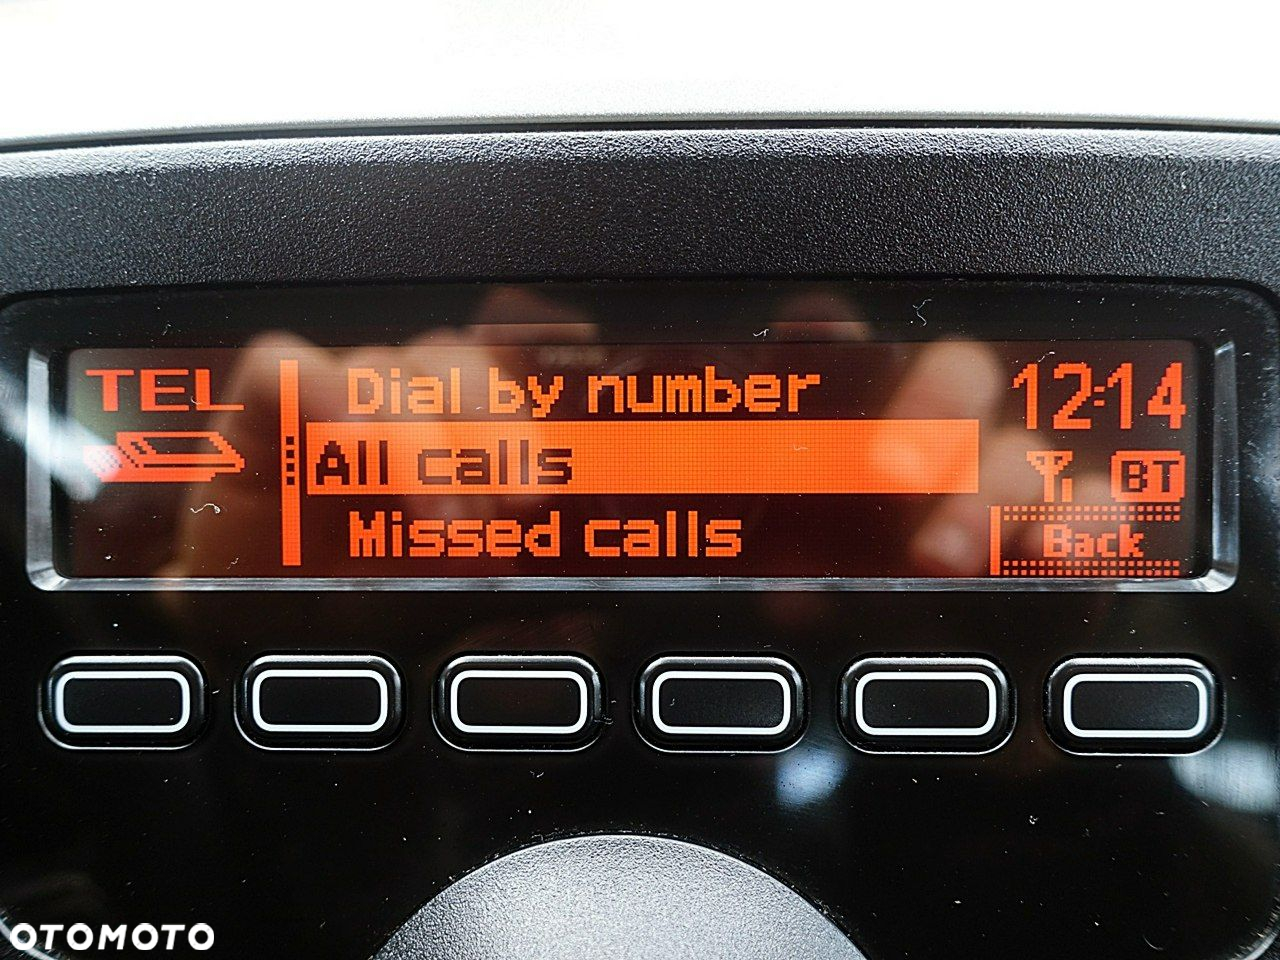 TEL
Dial by number
All calls
Missed calls
12:14
BT
Back
OTOMOTO